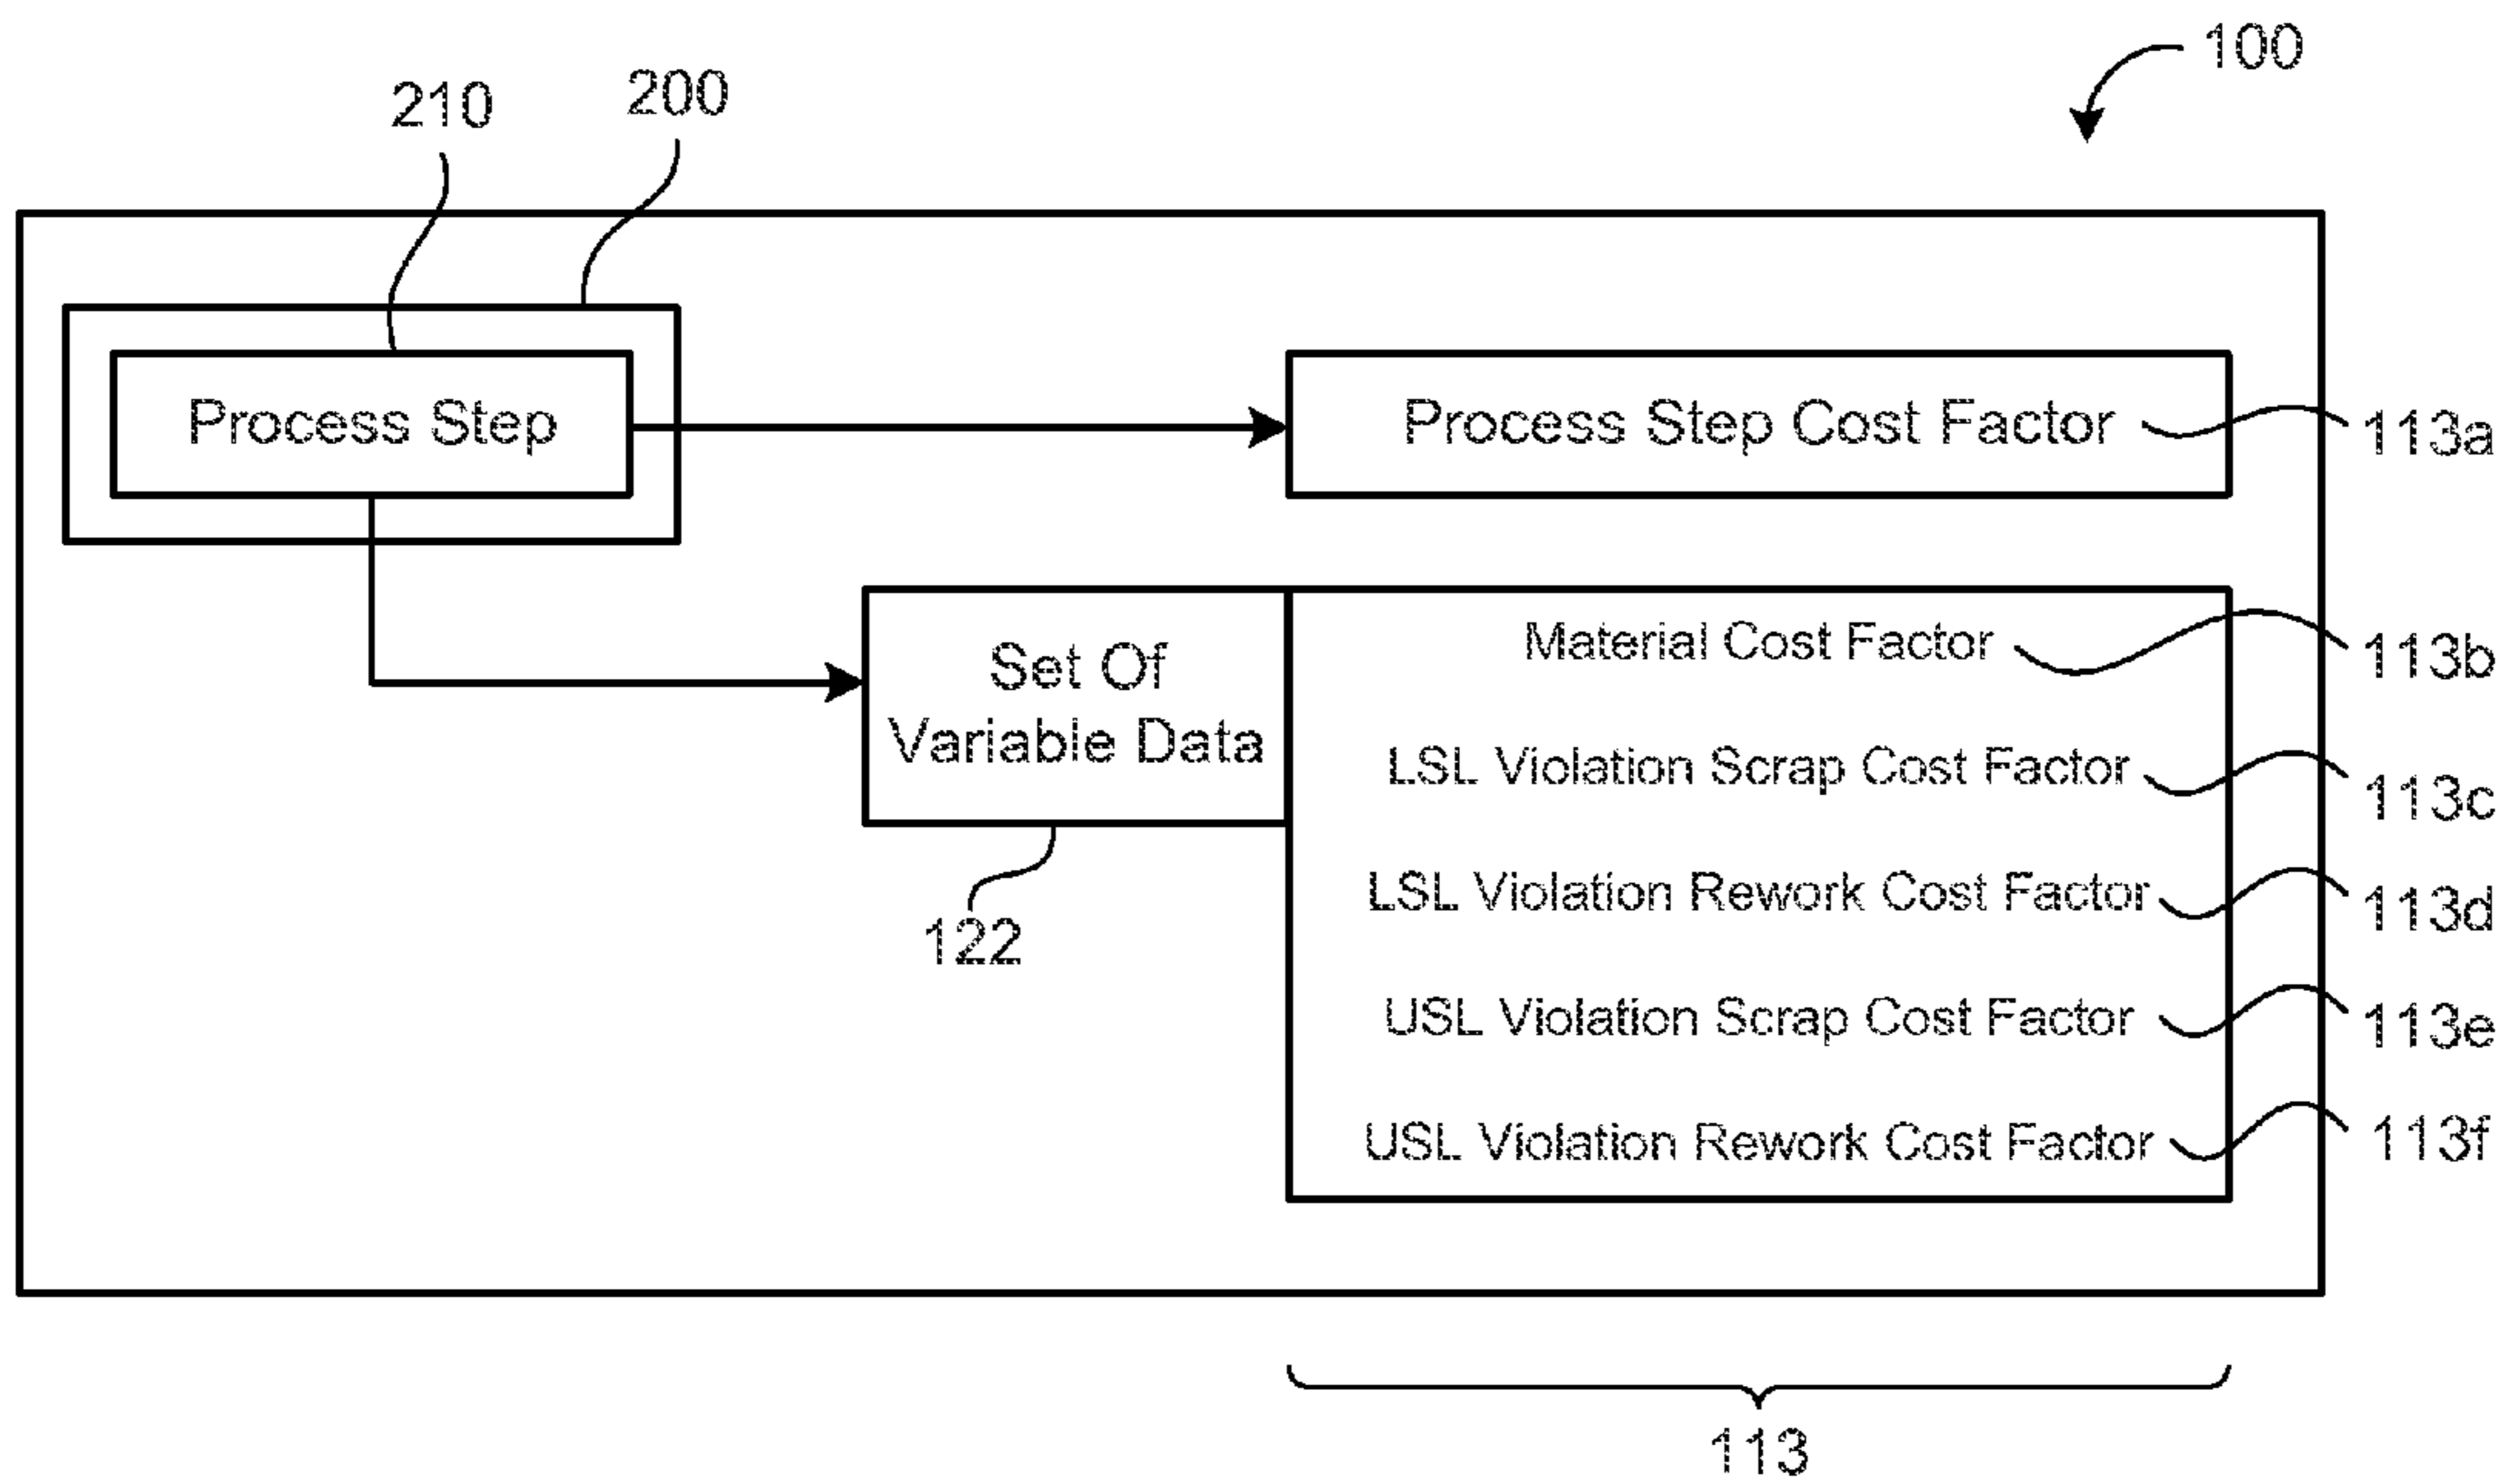 100
210
200
Process Step
Process Step Cost Factor
113a
Set Of
Variable Data
122
Material Cost Factor
113b
LSL Violation Scrap Cost Factor
113c
LSL Violation Rework Cost Factor
113d
USL Violation Scrap Cost Factor
113e
USL Violation Rework Cost Factor
113f
113